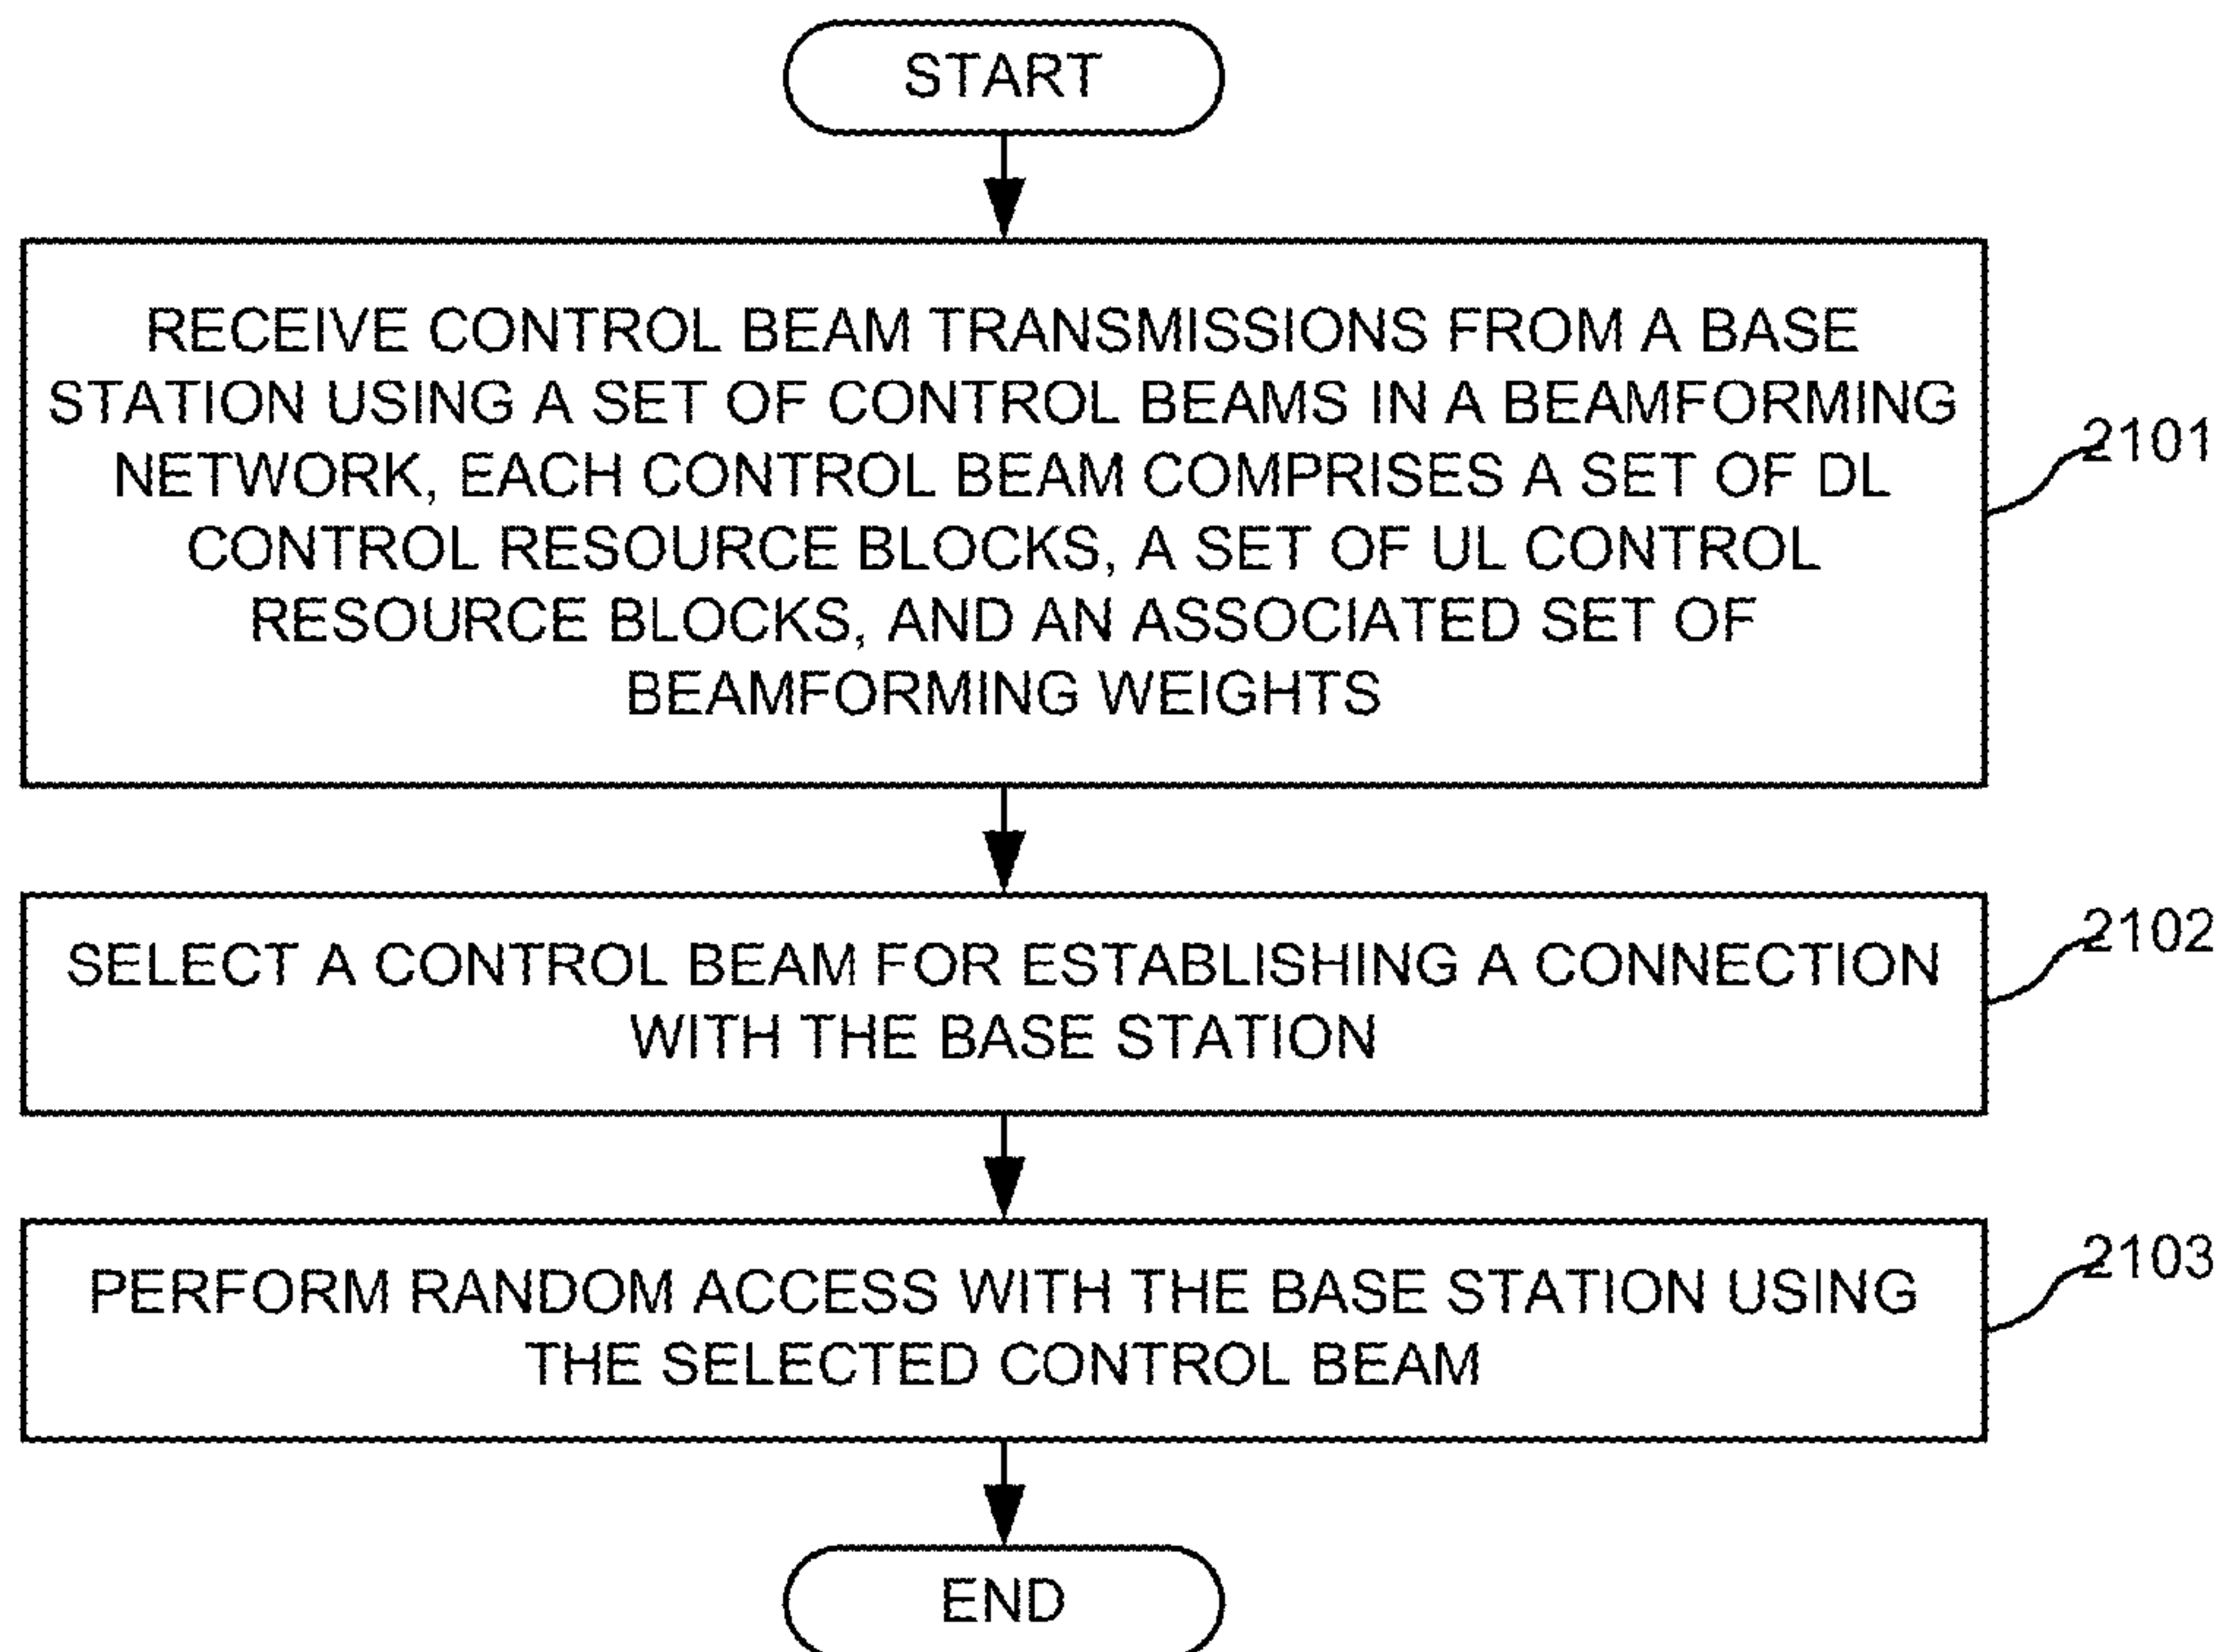 START
RECEIVE CONTROL BEAM TRANSMISSIONS FROM A BASE
STATION USING A SET OF CONTROL BEAMS IN A BEAMFORMING
NETWORK, EACH CONTROL BEAM COMPRISES A SET OF DL
CONTROL RESOURCE BLOCKS, A SET OF UL CONTROL
RESOURCE BLOCKS, AND AN ASSOCIATED SET OF
BEAMFORMING WEIGHTS
2101
SELECT A CONTROL BEAM FOR ESTABLISHING A CONNECTION
WITH THE BASE STATION
2102
PERFORM RANDOM ACCESS WITH THE BASE STATION USING
THE SELECTED CONTROL BEAM
2103
END